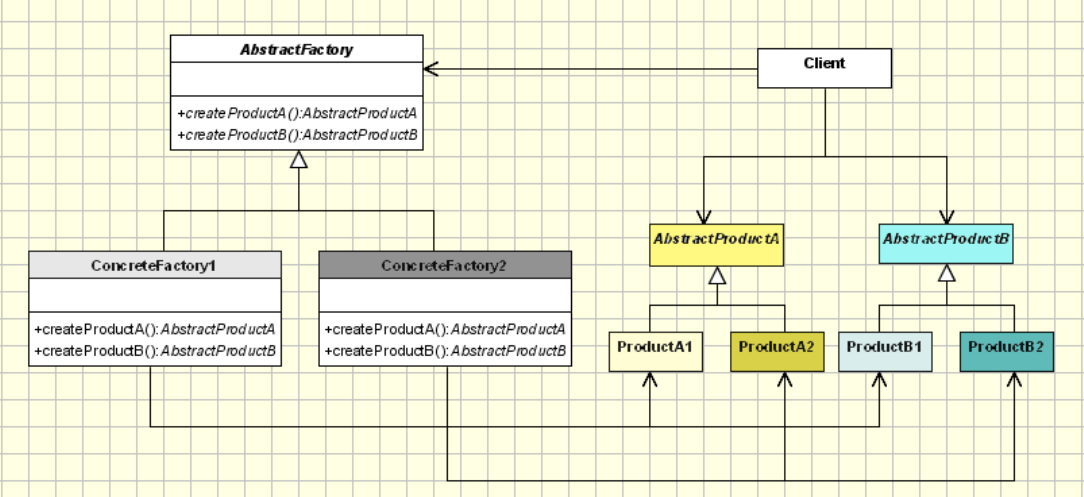 AbstractFactory
+createProductA():AbstractProductA
+createProductB():AbstractProductB
Client
AbstractProductA
AbstractProductB
ConcreteFactory1
+createProductA():AbstractProductA
+createProductB():AbstractProductB
ConcreteFactory2
+createProductA():AbstractProductA
+createProductB():AbstractProductB
ProductA1
ProductA2
ProductB1
ProductB2